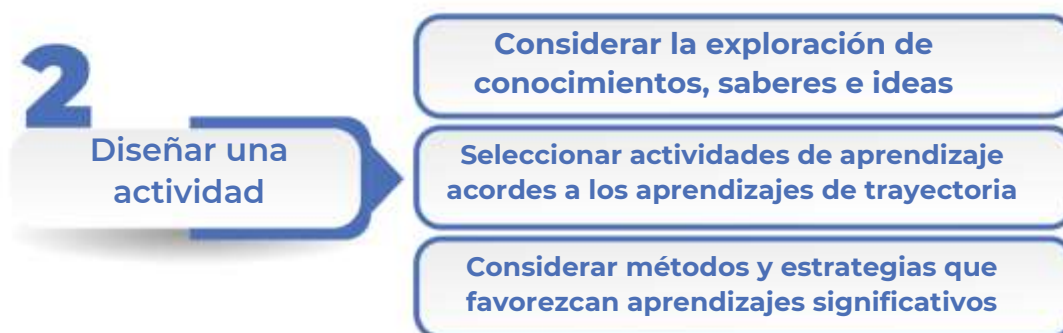 2
Diseñar una
actividad
Considerar la exploración de
conocimientos, saberes e ideas
Seleccionar actividades de aprendizaje
acordes a los aprendizajes de trayectoria
Considerar métodos y estrategias que
favorezcan aprendizajes significativos